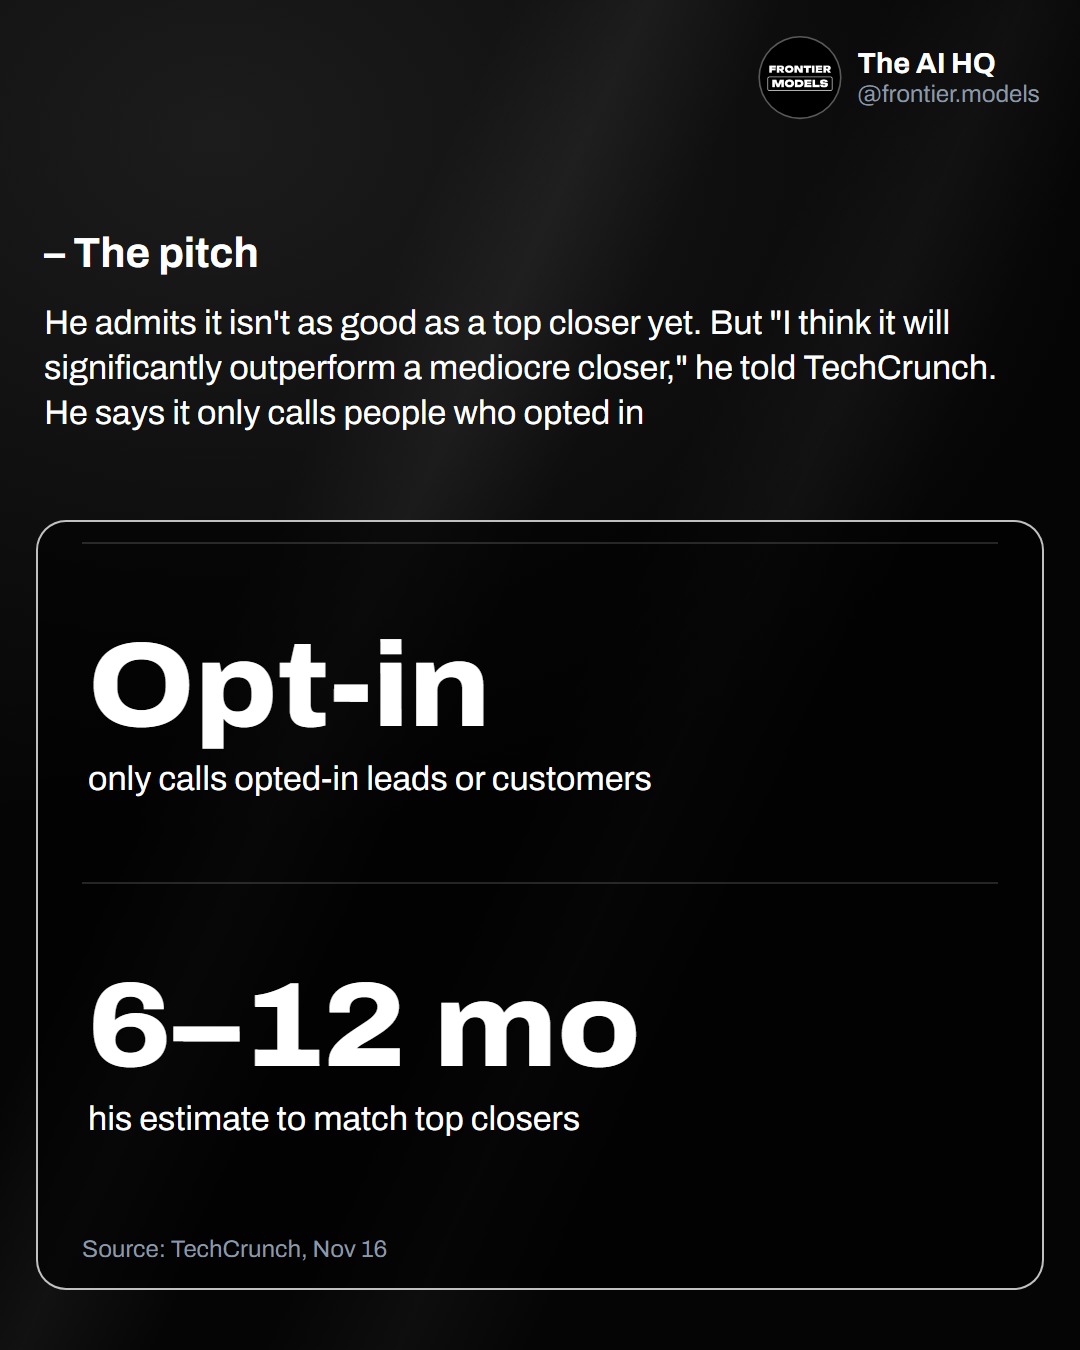 FRONTIER
MODELS
The AI HQ
@frontier.models
– The pitch
He admits it isn't as good as a top closer yet. But "I think it will
significantly outperform a mediocre closer," he told TechCrunch.
He says it only calls people who opted in
Opt-in
only calls opted-in leads or customers
6–12 mo
his estimate to match top closers
Source: TechCrunch, Nov 16